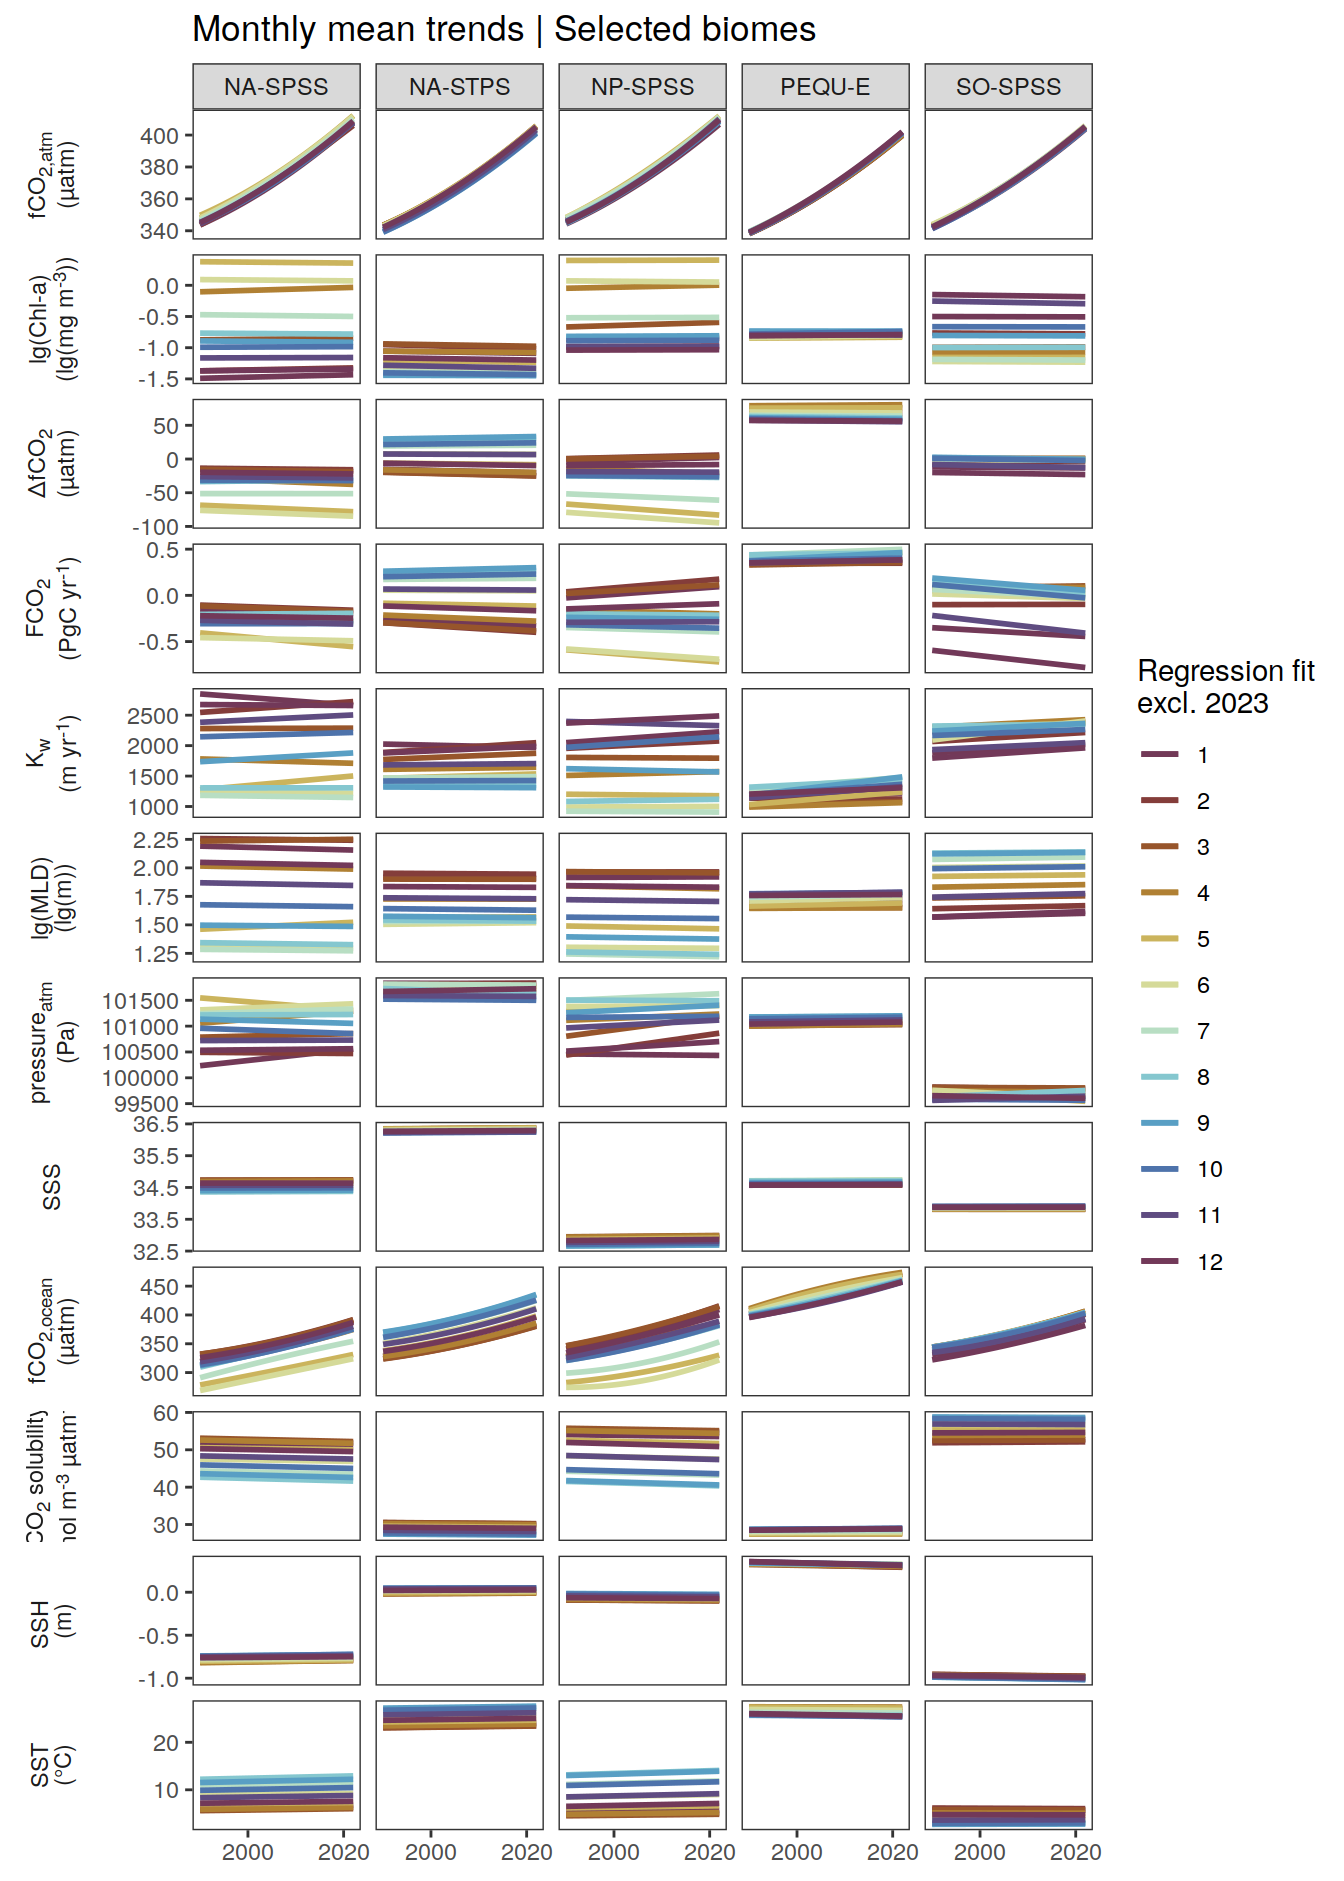 Monthly mean trends | Selected biomes
NA-SPSS NA-STPS NP-SPSS PEQU-E SO-SPSS
fCO2,atm
(µatm)
400
380
360
340
lg(Chl-a)
(lg(mg m-3))
0.0
-0.5
-1.0
-1.5
ΔfCO2
(µatm)
50
0
-50
-100
FCO2
(PgC yr-1)
0.5
0.0
-0.5
Kw
(m yr-1)
2500
2000
1500
1000
lg(MLD)
(lg(m))
2.25
2.00
1.75
1.50
1.25
pressureatm
(Pa)
101500
101000
100500
100000
99500
SSS
36.5
35.5
34.5
33.5
32.5
fCO2,ocean
(µatm)
450
400
350
300
CO2 solubility
m-3 µatm
60
50
40
30
SSH
(m)
0.0
-0.5
-1.0
SST
(°C)
20
10
2000 2020 2000 2020 2000 2020 2000 2020 2000 2020
Regression fit
excl. 2023
1
2
3
4
5
6
7
8
9
10
11
12